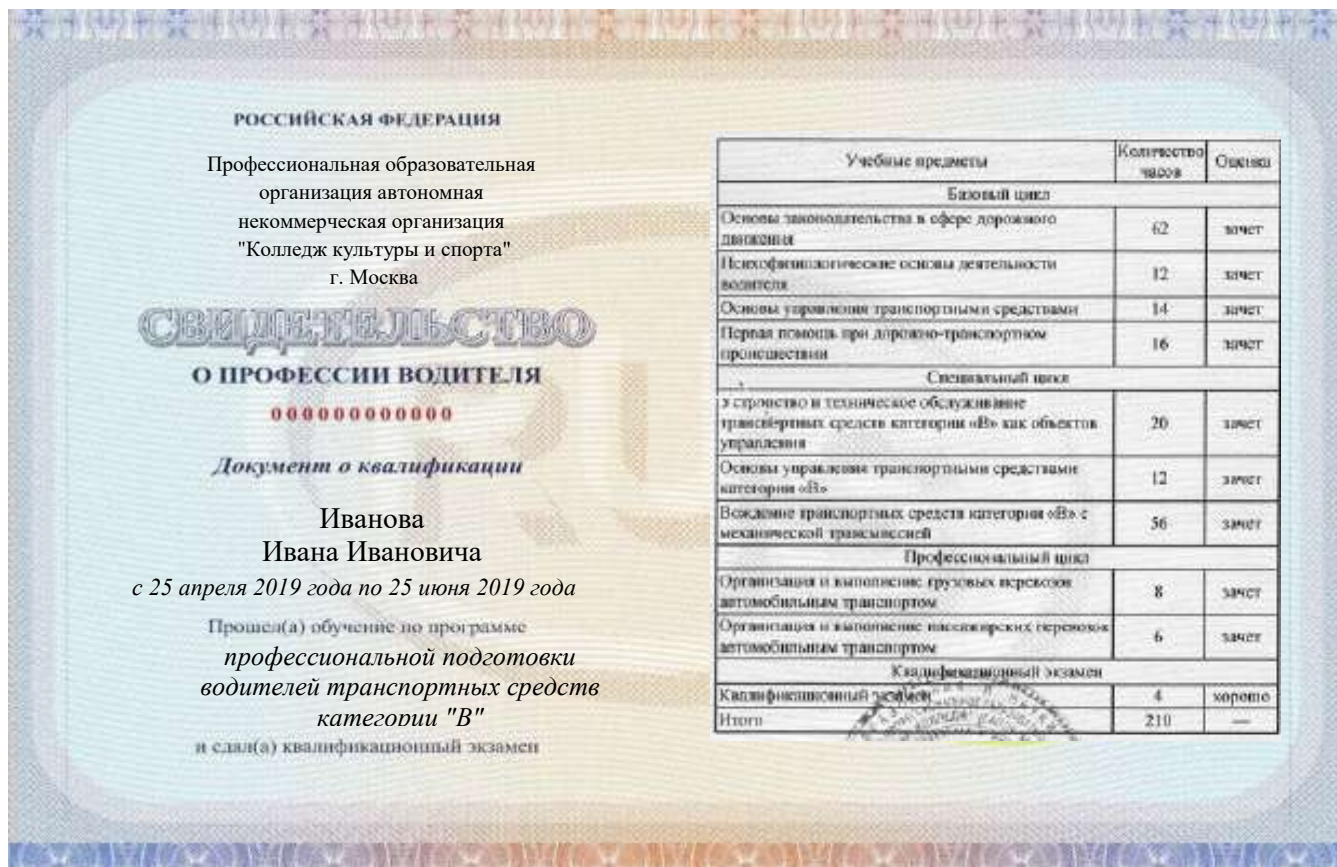 РОССИЙСКАЯ ФЕДЕРАЦИЯ
Профессиональная образовательная
организация автономная
некоммерческая организация
"Колледж культуры и спорта"
г. Москва
СВИДЕТЕЛЬСТВО
О ПРОФЕССИИ ВОДИТЕЛЯ
000000000000
Документ о квалификации
Иванова
Ивана Ивановича
с 25 апреля 2019 года по 25 июня 2019 года
Прошел(а) обучение по программе
профессиональной подготовки
водителей транспортных средств
категории "В"
и сдал(а) квалификационный экзамен
Учебные предметы Количество часов Оценка
Базовый цикл
Основы законодательства в сфере дорожного
движения 62 зачет
Психофизиологические основы деятельности
водителя 12 зачет
Основы управления транспортными средствами 14 зачет
Первая помощь при дорожно-транспортном
происшествии 16 зачет
Специальный цикл
Устройство и техническое обслуживание
транспортных средств категории «В» как объектов
управления 20 зачет
Основы управления транспортными средствами
категории «В» 12 зачет
Вождение транспортных средств категории «В» с
механической трансмиссией 56 зачет
Профессиональный цикл
Организация и выполнение грузовых перевозок
автомобильным транспортом 8 зачет
Организация и выполнение пассажирских перевозок
автомобильным транспортом 6 зачет
Квалификационный экзамен
Квалификационный экзамен 4 хорошо
Итого 210 —